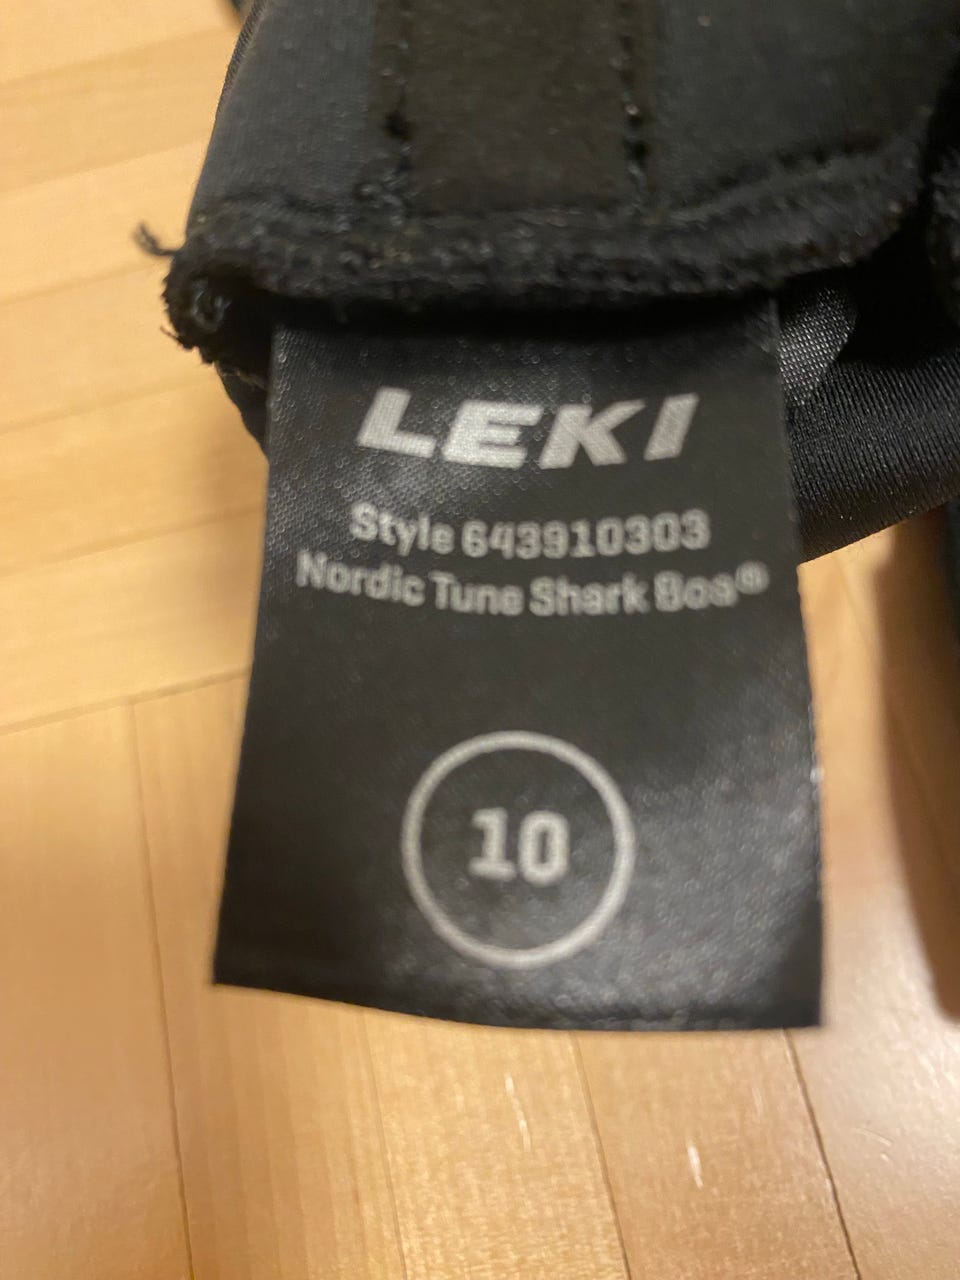 LEKI
Style 643910303
Nordic Tune Shark Boa®
10